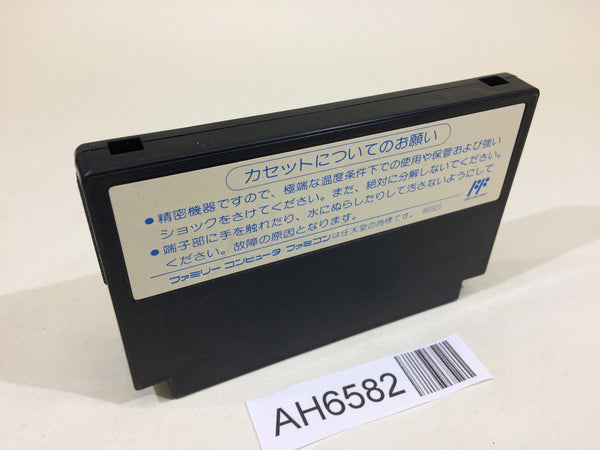 カセットについてのお願い
● 精密機器ですので、極端な温度条件下での使用や保管および強い
ショックをさけてください。また、絶対に分解しないでください。
● 端子部に手を触れたり、水にぬらしたりして汚さないようにして
ください。故障の原因となります。
ファミリーコンピュータ・ファミコンは任天堂の商標です。
AH6582